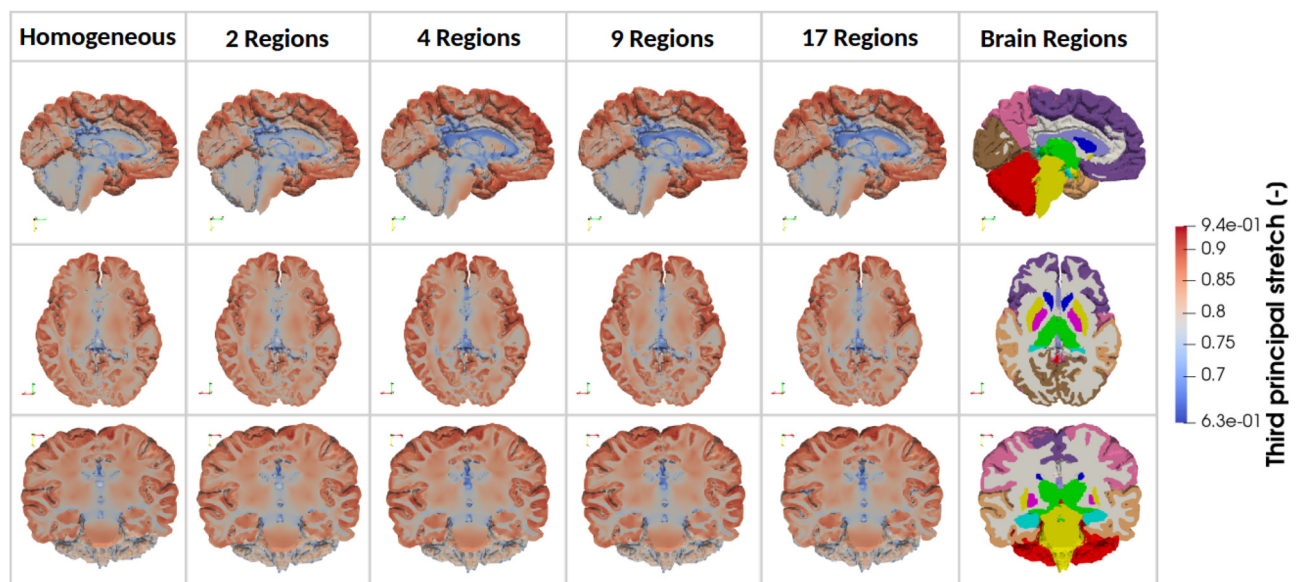 Homogeneous
2 Regions
4 Regions
9 Regions
17 Regions
Brain Regions
9.4e-01
0.9
0.85
0.8
0.75
0.7
6.3e-01
Third principal stretch (-)